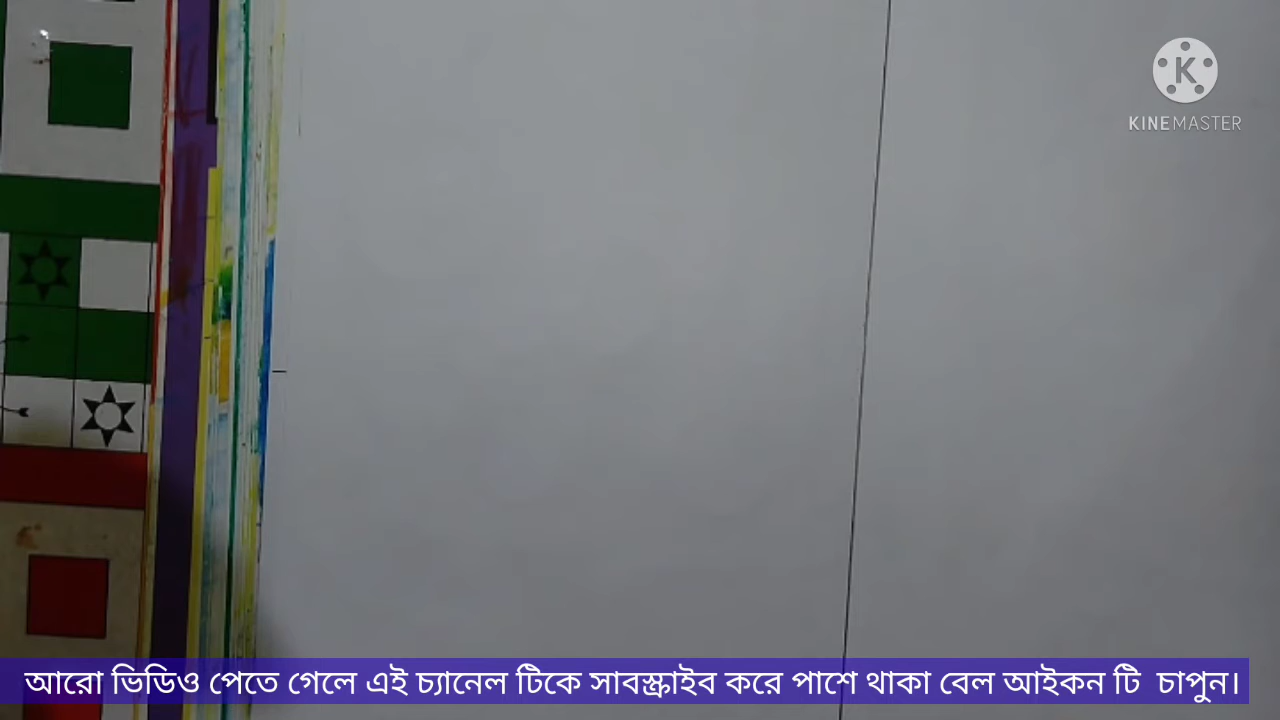 KINEMASTER
আরো ভিডিও পেতে গেলে এই চ্যানেল টিকে সাবস্ক্রাইব করে পাশে থাকা বেল আইকন টি চাপুন।